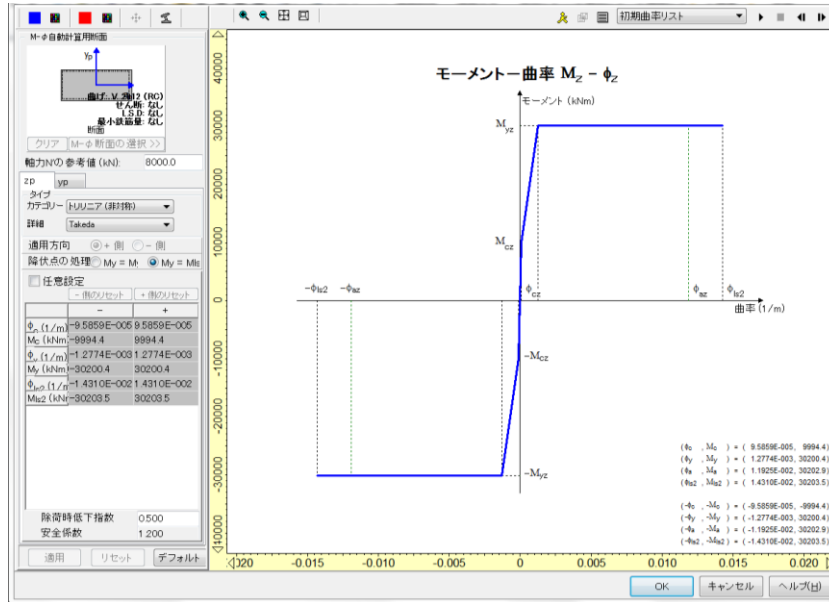 初期曲率リスト
M-φ自動計算用断面
yp
曲げ: V 2012 (RC)
せん断: なし
L.S.D: なし
最小鉄筋量: なし
断面
クリア
M-φ断面の選択 >>
軸力N'の参考値 (kN):
8000.0
zp
yp
タイプ
カテゴリー
トリリニア (非対称)
詳細
Takeda
適用方向
+ 側
- 側
降伏点の処理
My = M
My = Mls
任意設定
- 側のリセット
+ 側のリセット
-
+
φc (1/m)
-9.5859E-005
9.5859E-005
Mc (kNm
-9994.4
9994.4
φy (1/m)
-1.2774E-003
1.2774E-003
My (kNm
-30200.4
30200.4
φls2 (1/m
-1.4310E-002
1.4310E-002
Mls2 (kNm
-30203.5
30203.5
除荷時低下指数
0.500
安全係数
1.200
適用
リセット
デフォルト
モーメントー曲率 Mz - φz
モーメント (kNm)
40000
30000
20000
10000
0
-10000
-20000
-30000
Myz
Mcz
-φls2
-φaz
φcz
φaz
φls2
曲率 (1/m)
-Mcz
-Myz
(φc , Mc ) = ( 9.5859E-005, 9994.4)
(φy , My ) = ( 1.2774E-003, 30200.4)
(φa , Ma ) = ( 1.1925E-002, 30202.9)
(φls2 , Mls2 ) = ( 1.4310E-002, 30203.5)
(-φc , -Mc ) = (-9.5859E-005, -9994.4)
(-φy , -My ) = (-1.2774E-003, 30200.4)
(-φa , -Ma ) = (-1.1925E-002, 30202.9)
(-φls2 , -Mls2 ) = (-1.4310E-002, 30203.5)
-0.015
-0.010
-0.005
0
0.005
0.010
0.015
0.020
OK
キャンセル
ヘルプ(H)